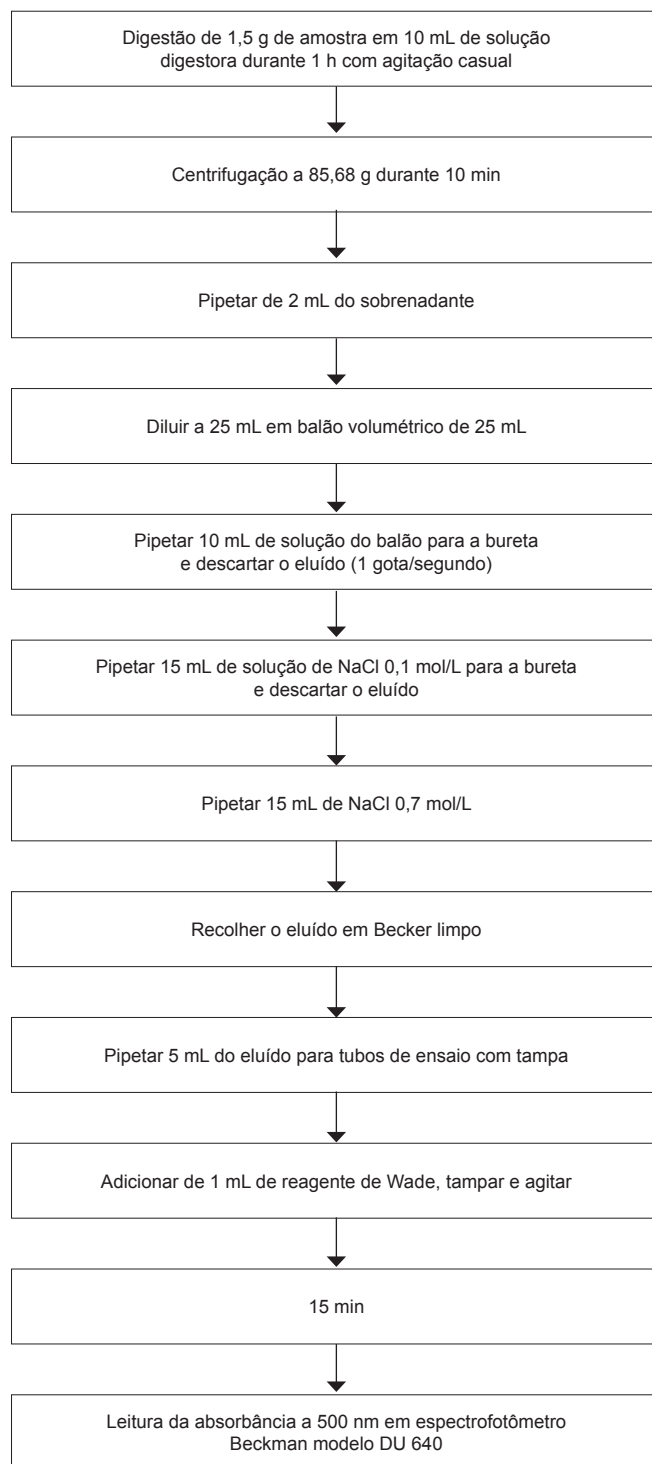 Digestão de 1,5 g de amostra em 10 mL de solução
digestora durante 1 h com agitação casual
Centrifugação a 85,68 g durante 10 min
Pipetar de 2 mL do sobrenadante
Diluir a 25 mL em balão volumétrico de 25 mL
Pipetar 10 mL de solução do balão para a bureta
e descartar o eluído (1 gota/segundo)
Pipetar 15 mL de solução de NaCl 0,1 mol/L para a bureta
e descartar o eluído
Pipetar 15 mL de NaCl 0,7 mol/L
Recolher o eluído em Becker limpo
Pipetar 5 mL do eluído para tubos de ensaio com tampa
Adicionar de 1 mL de reagente de Wade, tampar e agitar
15 min
Leitura da absorbância a 500 nm em espectrofotômetro
Beckman modelo DU 640